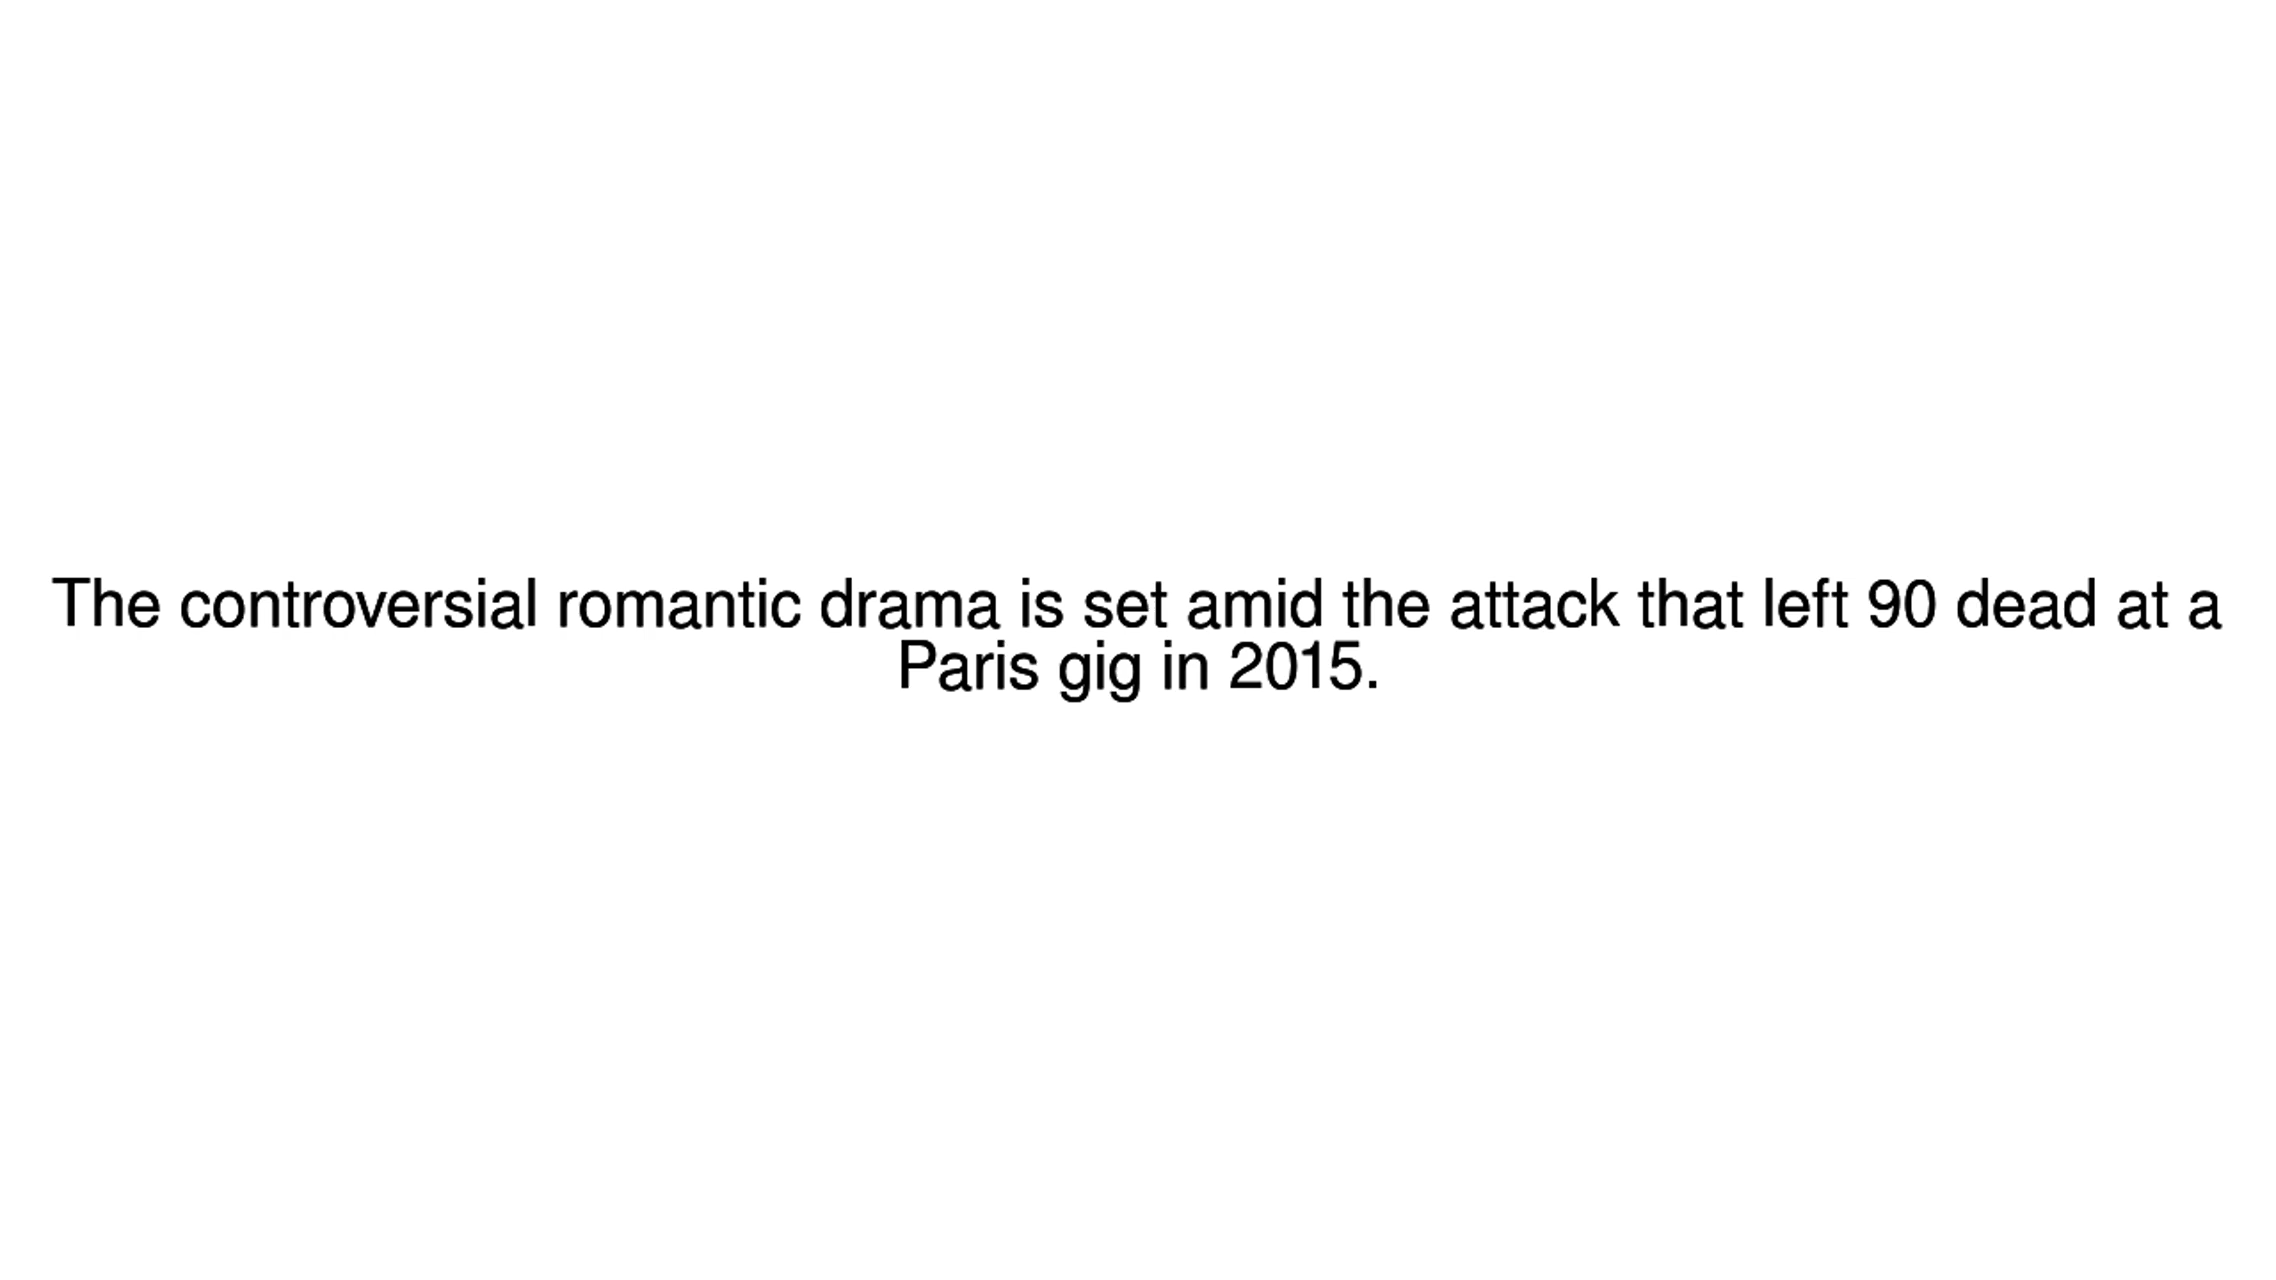 The controversial romantic drama is set amid the attack that left 90 dead at a
Paris gig in 2015.